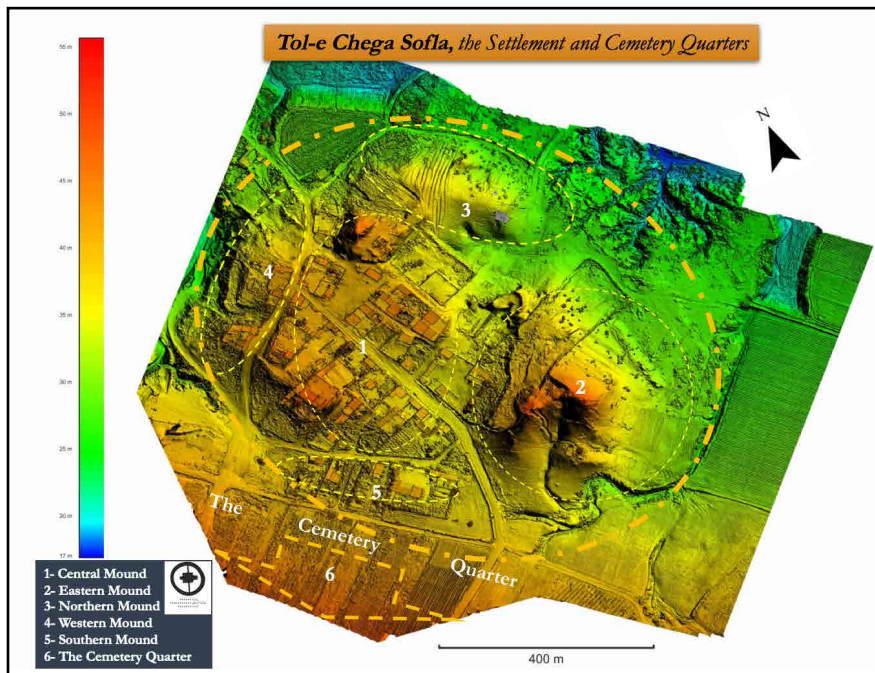 Tol-e Chega Sofla, the Settlement and Cemetery Quarters
N
55 m
50 m
45 m
40 m
35 m
30 m
25 m
20 m
17 m
3
4
1
2
5
The Cemetery Quarter
6
1- Central Mound
2- Eastern Mound
3- Northern Mound
4- Western Mound
5- Southern Mound
6- The Cemetery Quarter
400 m